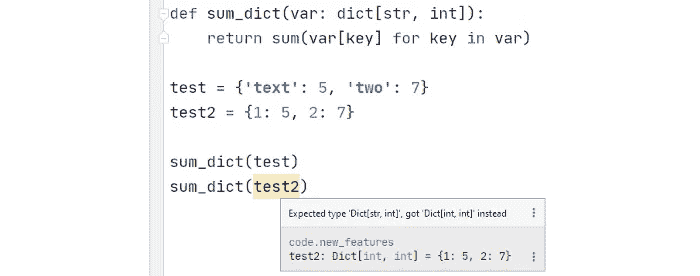 def sum_dict(var: dict[str, int]):
    return sum(var[key] for key in var)
test = {'text': 5, 'two': 7}
test2 = {1: 5, 2: 7}
sum_dict(test)
sum_dict(test2)
Expected type 'Dict[str, int]', got 'Dict[int, int]' instead
code.new_features
test2: Dict[int, int] = {1: 5, 2: 7}